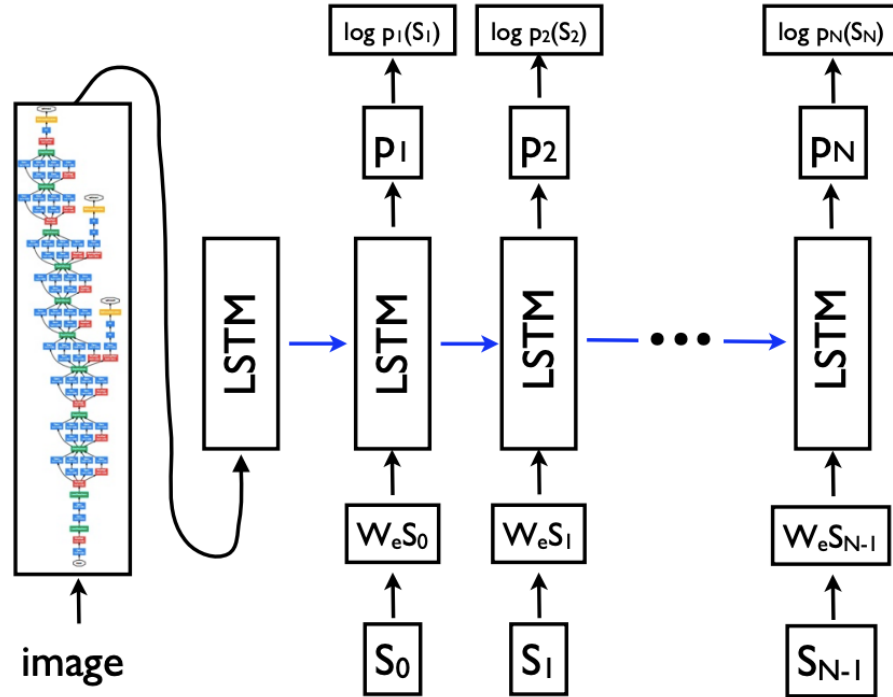 log p₁(S₁) log p₂(S₂) log pN(SN)
p₁ p₂ pN
LSTM LSTM LSTM ••• LSTM
WₑS₀ WₑS₁ WₑSN-1
image S₀ S₁ SN-1